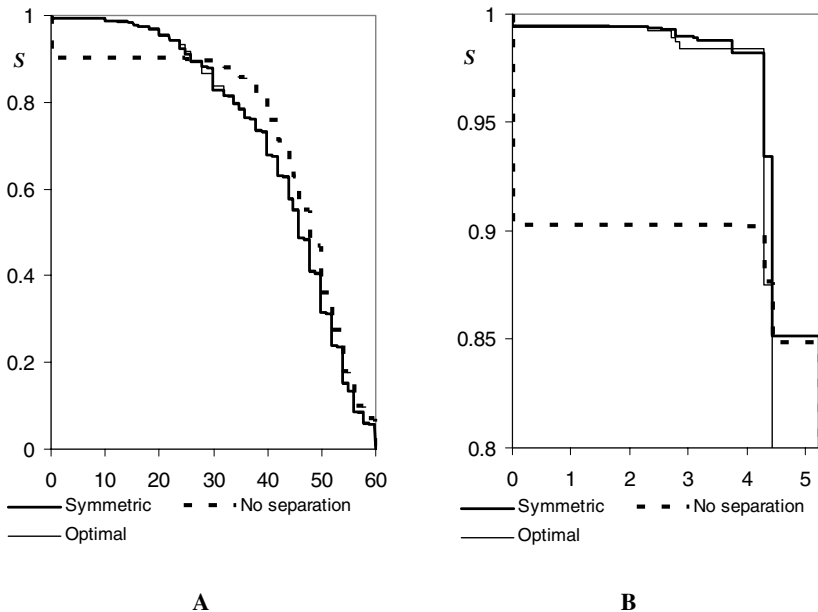 1
S
0.8
0.6
0.4
0.2
0
0 10 20 30 40 50 60
Symmetric No separation
Optimal
A
1
S
0.95
0.9
0.85
0.8
0 1 2 3 4 5
Symmetric No separation
Optimal
B